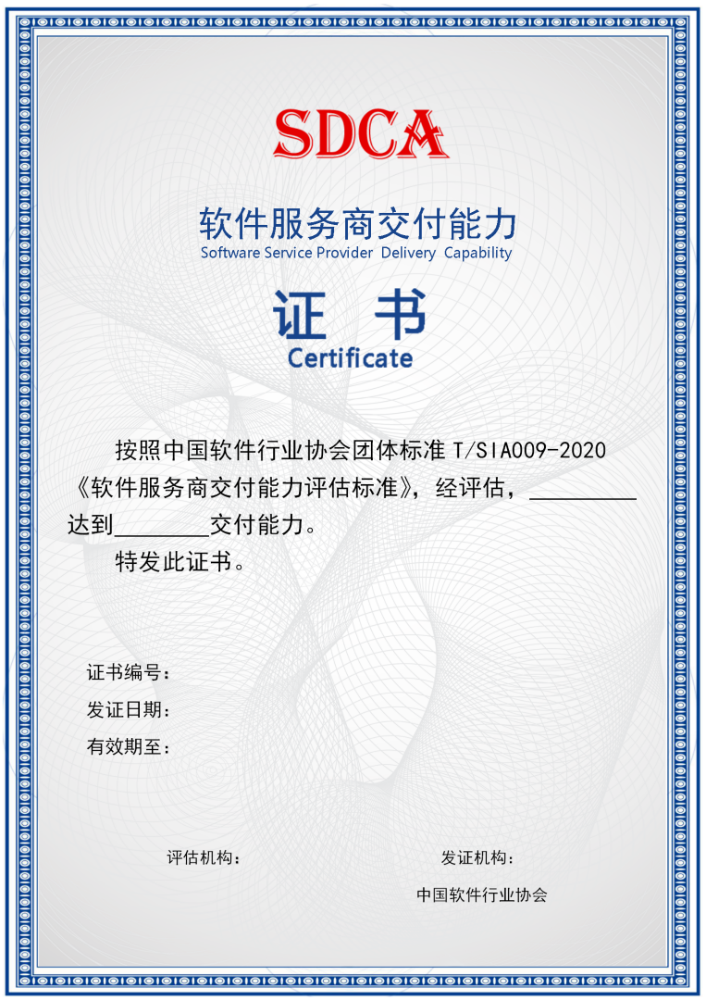 SDCA
软件服务商交付能力
Software Service Provider Delivery Capability
证 书
Certificate
按照中国软件行业协会团体标准 T/SIA009-2020
《软件服务商交付能力评估标准》，经评估，_________
达到________交付能力。
特发此证书。
证书编号：
发证日期：
有效期至：
评估机构： 发证机构：
中国软件行业协会